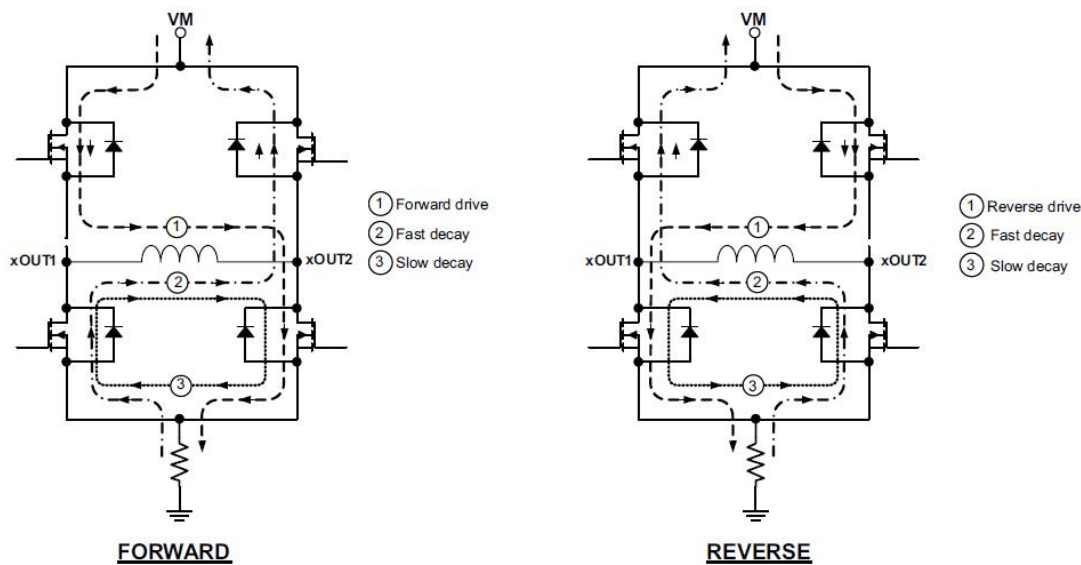 VM
1
xOUT1
xOUT2
2
3
1 Forward drive
2 Fast decay
3 Slow decay
FORWARD
VM
1
xOUT1
xOUT2
2
3
1 Reverse drive
2 Fast decay
3 Slow decay
REVERSE